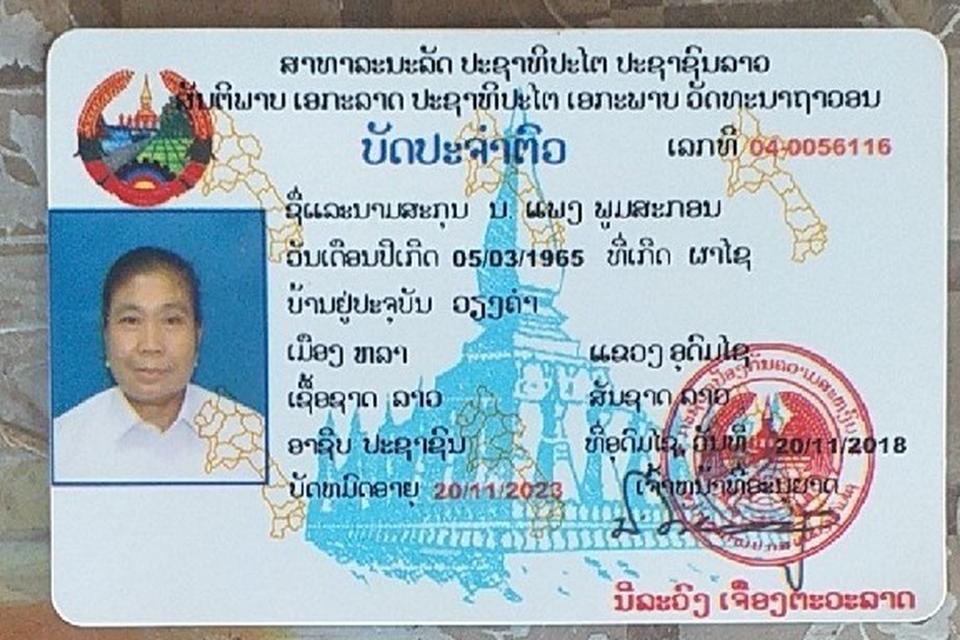 ສາທາລະນະລັດ ປະຊາທິປະໄຕ ປະຊາຊົນລາວ
ສັນຕິພາບ ເອກະລາດ ປະຊາທິປະໄຕ ເອກະພາບ ວັດທະນາຖາວອນ
ບັດປະຈຳຕົວ ເລກທີ 04-0056116
ຊື່ແລະນາມສະກຸນ ນ. ແພງ ພູມສະກອນ
ວັນເດືອນປີເກີດ 05/03/1965 ທີ່ເກີດ ຜາໄຊ
ບ້ານຢູ່ປະຈຸບັນ ວຽງຄຳ
ເມືອງ ຫລາ ແຂວງ ອຸດົມໄຊ
ເຊື້ອຊາດ ລາວ ສັນຊາດ ລາວ
ອາຊີບ ປະຊາຊົນ ທີ່ອຸດົມໄຊ, ວັນທີ 20/11/2018
ບັດຫມົດອາຍຸ 20/11/2023 ເຈົ້າຫນ້າທີ່ອະນຸຍາດ
ນີລະວົງ ເຈືອງຕະວະລາດ